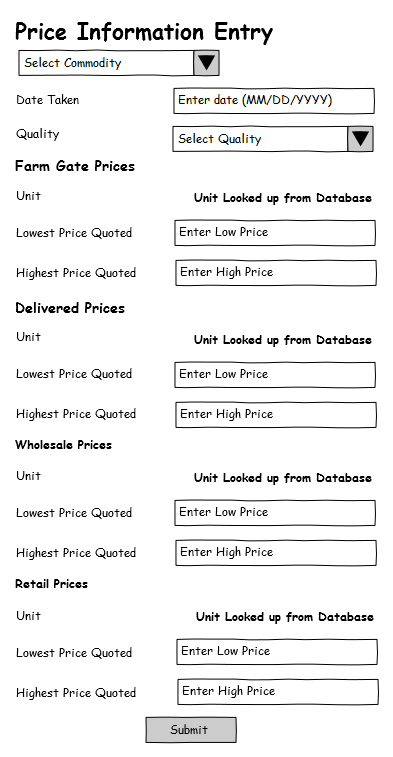 Price Information Entry
Select Commodity
Date Taken Enter date (MM/DD/YYYY)
Quality Select Quality
Farm Gate Prices
Unit Unit Looked up from Database
Lowest Price Quoted Enter Low Price
Highest Price Quoted Enter High Price
Delivered Prices
Unit Unit Looked up from Database
Lowest Price Quoted Enter Low Price
Highest Price Quoted Enter High Price
Wholesale Prices
Unit Unit Looked up from Database
Lowest Price Quoted Enter Low Price
Highest Price Quoted Enter High Price
Retail Prices
Unit Unit Looked up from Database
Lowest Price Quoted Enter Low Price
Highest Price Quoted Enter High Price
Submit